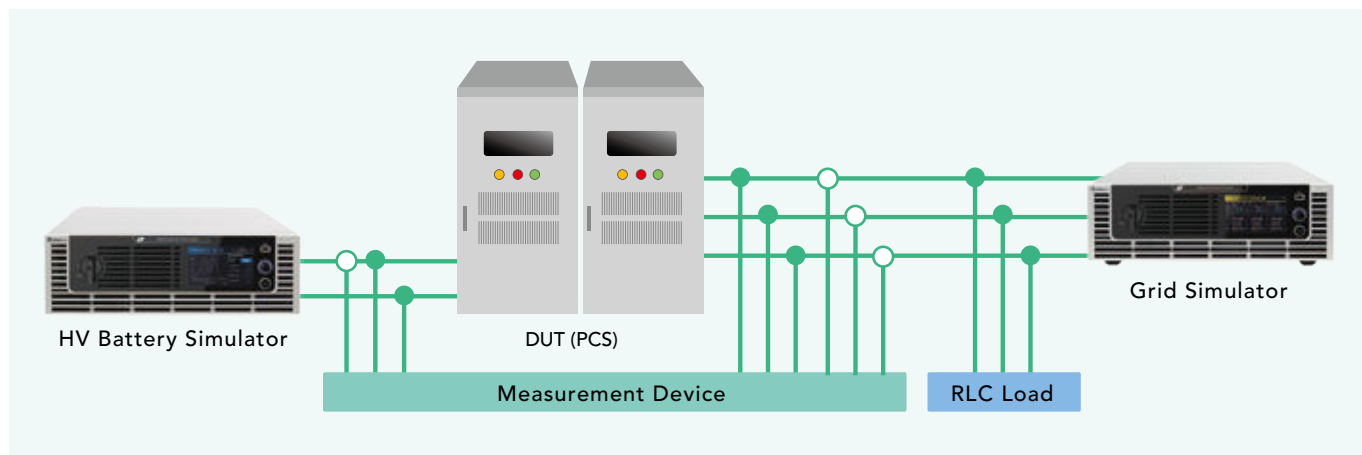 HV Battery Simulator
DUT (PCS)
Grid Simulator
Measurement Device
RLC Load